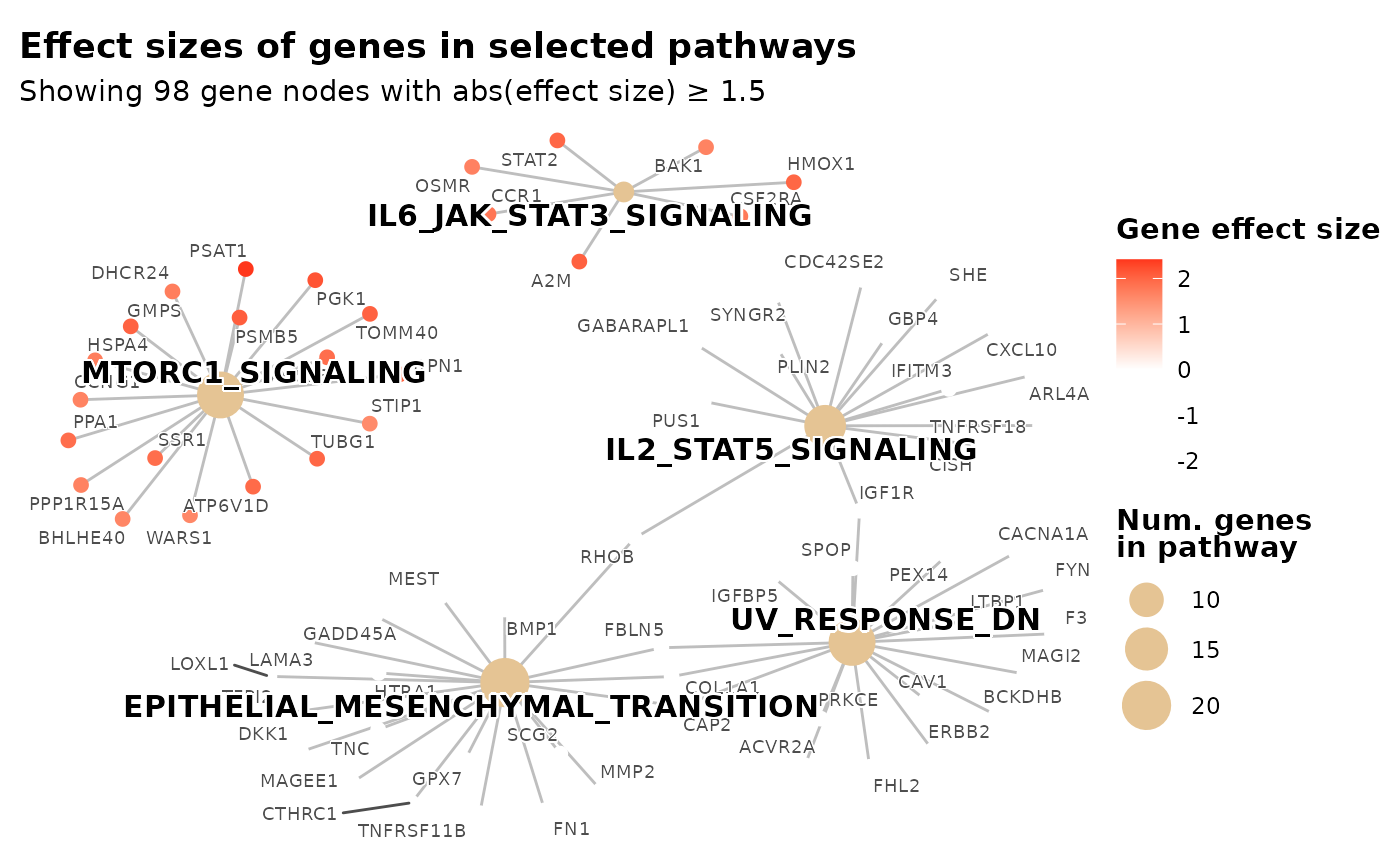 Effect sizes of genes in selected pathways
Showing 98 gene nodes with abs(effect size) ≥ 1.5
STAT2
BAK1
HMOX1
OSMR
CCR1
CSF2RA
IL6_JAK_STAT3_SIGNALING
A2M
PSAT1
DHCR24
PGK1
GMPS
PSMB5
TOMM40
HSPA4
MTORC1_SIGNALING
CCNG1
PN1
STIP1
PPA1
SSR1
TUBG1
PPP1R15A
ATP6V1D
BHLHE40
WARS1
CDC42SE2
SHE
SYNGR2
GBP4
GABARAPL1
CXCL10
PLIN2
IFITM3
ARL4A
PUS1
TNFRSF18
IL2_STAT5_SIGNALING
CISH
IGF1R
RHOB
SPOP
CACNA1A
PEX14
FYN
IGFBP5
LTBP1
UV_RESPONSE_DN
F3
MAGI2
COL1A1
PRKCE
CAV1
BCKDHB
CAP2
ACVR2A
ERBB2
FHL2
MEST
BMP1
FBLN5
GADD45A
LOXL1
LAMA3
HTRA1
EPITHELIAL_MESENCHYMAL_TRANSITION
DKK1
TNC
SCG2
MAGEE1
GPX7
MMP2
CTHRC1
TNFRSF11B
FN1
Gene effect size
2
1
0
-1
-2
Num. genes
in pathway
10
15
20